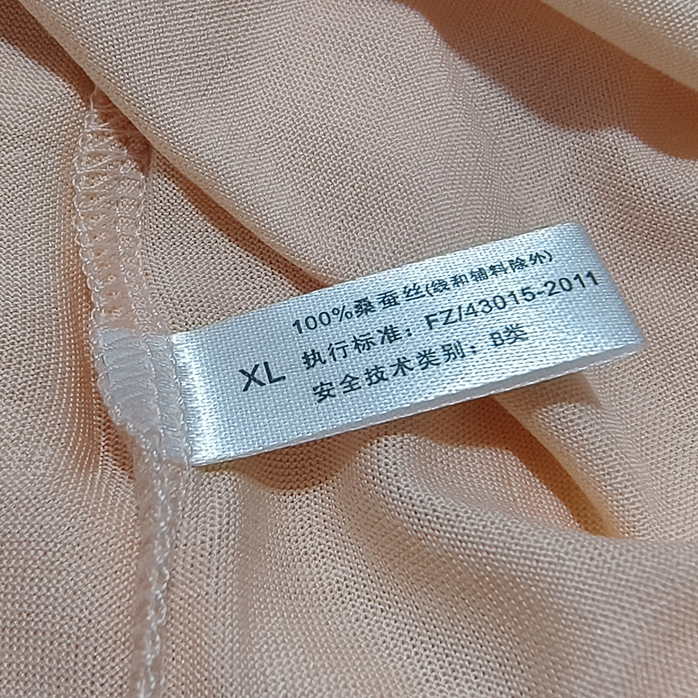 100%桑蚕丝(线和辅料除外)
XL 执行标准：FZ/43015-2011
安全技术类别：B类